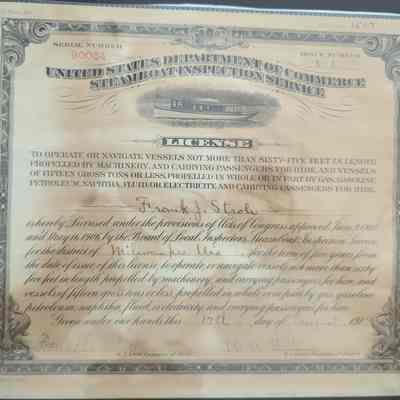 SERIAL NUMBER
ISSUE NUMBER
UNITED STATES DEPARTMENT OF COMMERCE
STEAMBOAT INSPECTION SERVICE
LICENSE
TO OPERATE OR NAVIGATE VESSELS NOT MORE THAN SIXTY-FIVE FEET IN LENGTH
PROPELLED BY MACHINERY, AND CARRYING PASSENGERS FOR HIRE, AND VESSELS
OF FIFTEEN GROSS TONS OR LESS, PROPELLED IN WHOLE OR IN PART BY GAS, GASOLINE
PETROLEUM, NAPHTHA, FLUID, OR ELECTRICITY, AND CARRYING PASSENGERS FOR HIRE.
Frank J. Stroh
is hereby Licensed under the provisions of Acts of Congress approved June
and May 16 1906 by the Board of Local Inspectors, Steamboat Inspection Service
for the district of Milwaukee Wis for the term of five years from
the date of issue of this license to operate or navigate vessels not more than sixty
five feet in length propelled by machinery, and carrying passengers for hire, and
vessels of fifteen gross tons or less, propelled in whole or in part by gas, gasoline
petroleum, naphtha, fluid, or electricity, and carrying passengers for hire.
Given under our hands this day of 191